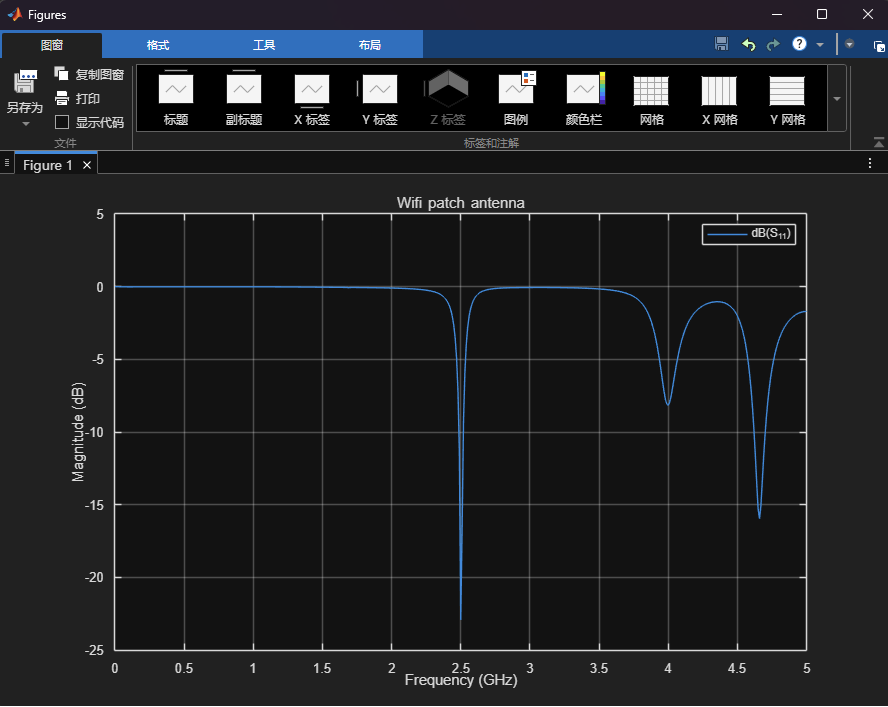 Figures
图窗 格式 工具 布局
另存为
复制图窗
打印
显示代码
文件
标题 副标题 X 标签 Y 标签 Z 标签 图例 颜色栏 网格 X 网格 Y 网格
标签和注解
Figure 1
Wifi patch antenna
dB(S11)
Magnitude (dB)
5
0
-5
-10
-15
-20
-25
0 0.5 1 1.5 2 2.5 3 3.5 4 4.5 5
Frequency (GHz)